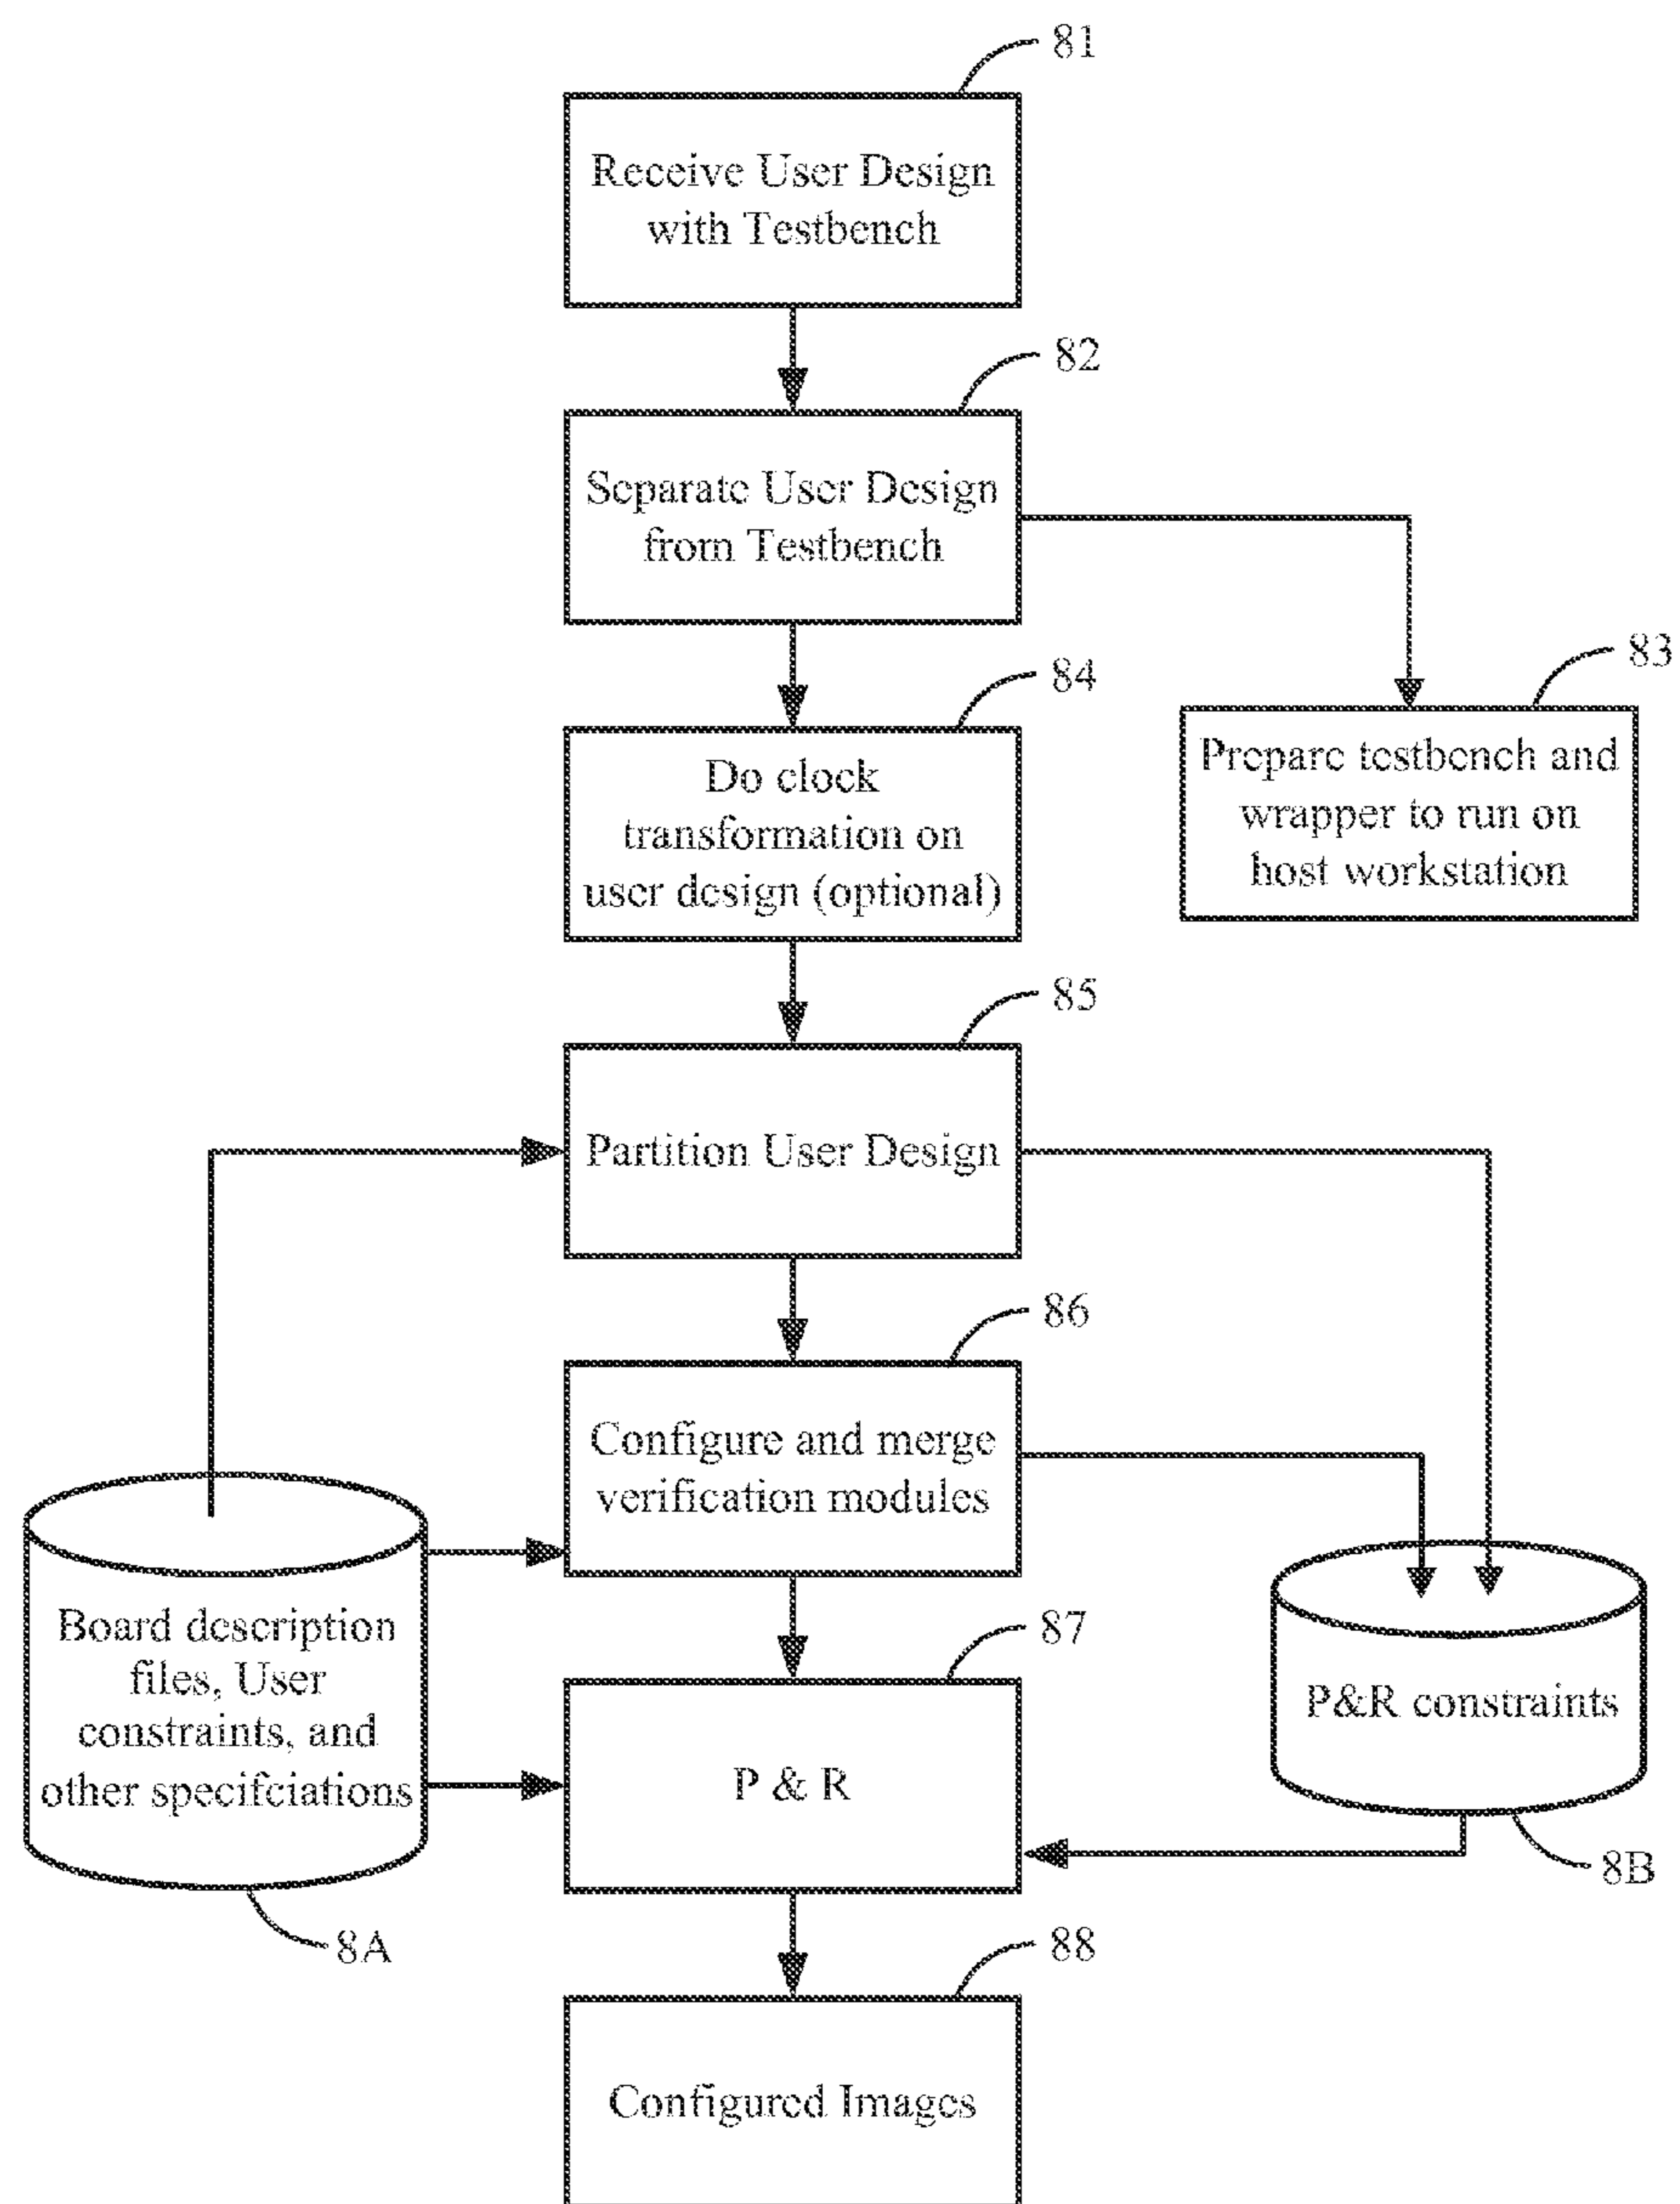 81
Receive User Design
with Testbench
82
Separate User Design
from Testbench
83
Prepare testbench and
wrapper to run on
host workstation
84
Do clock
transformation on
user design (optional)
85
Partition User Design
86
Configure and merge
verification modules
Board description
files, User
constraints, and
other specifciations
8A
87
P & R
P&R constraints
8B
88
Configured Images